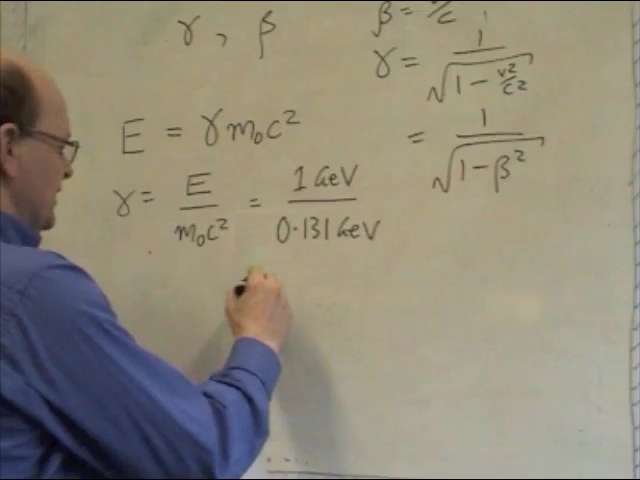 γ, β
β = v/c
γ = 1/√(1 - v²/c²)
= 1/√(1 - β²)
E = γm₀c²
γ = E/m₀c² = 1 GeV/0.131 GeV